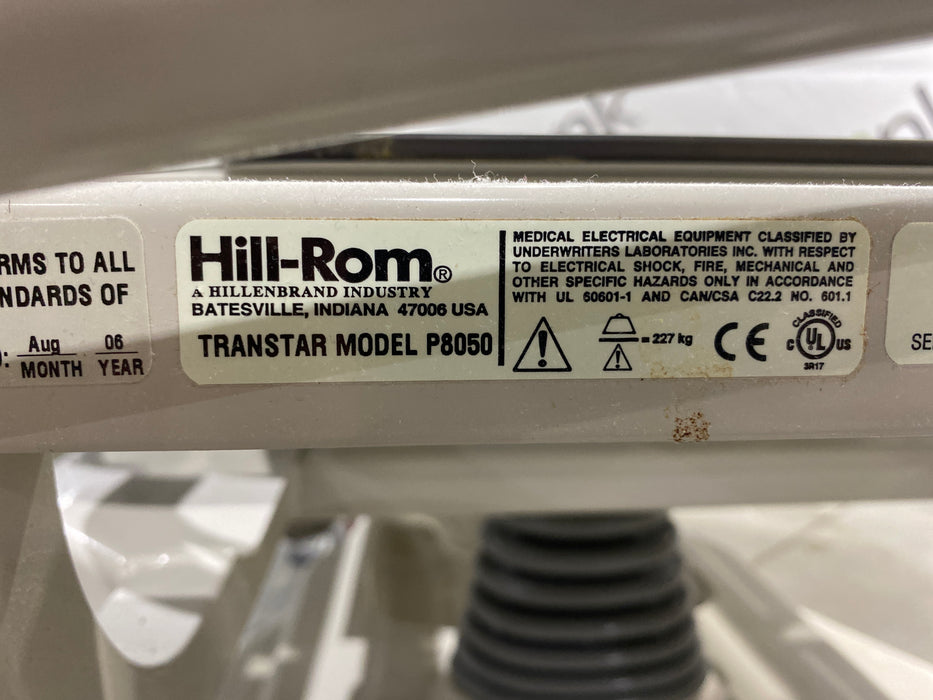 RMS TO ALL
NDARDS OF
: Aug 06
MONTH YEAR
Hill-Rom®
A HILLENBRAND INDUSTRY
BATESVILLE, INDIANA 47006 USA
TRANSTAR MODEL P8050
MEDICAL ELECTRICAL EQUIPMENT CLASSIFIED BY
UNDERWRITERS LABORATORIES INC. WITH RESPECT
TO ELECTRICAL SHOCK, FIRE, MECHANICAL AND
OTHER SPECIFIC HAZARDS ONLY IN ACCORDANCE
WITH UL 60601-1 AND CAN/CSA C22.2 NO. 601.1
= 227 kg
CE
CLASSIFIED
c UL US
3R17
SE